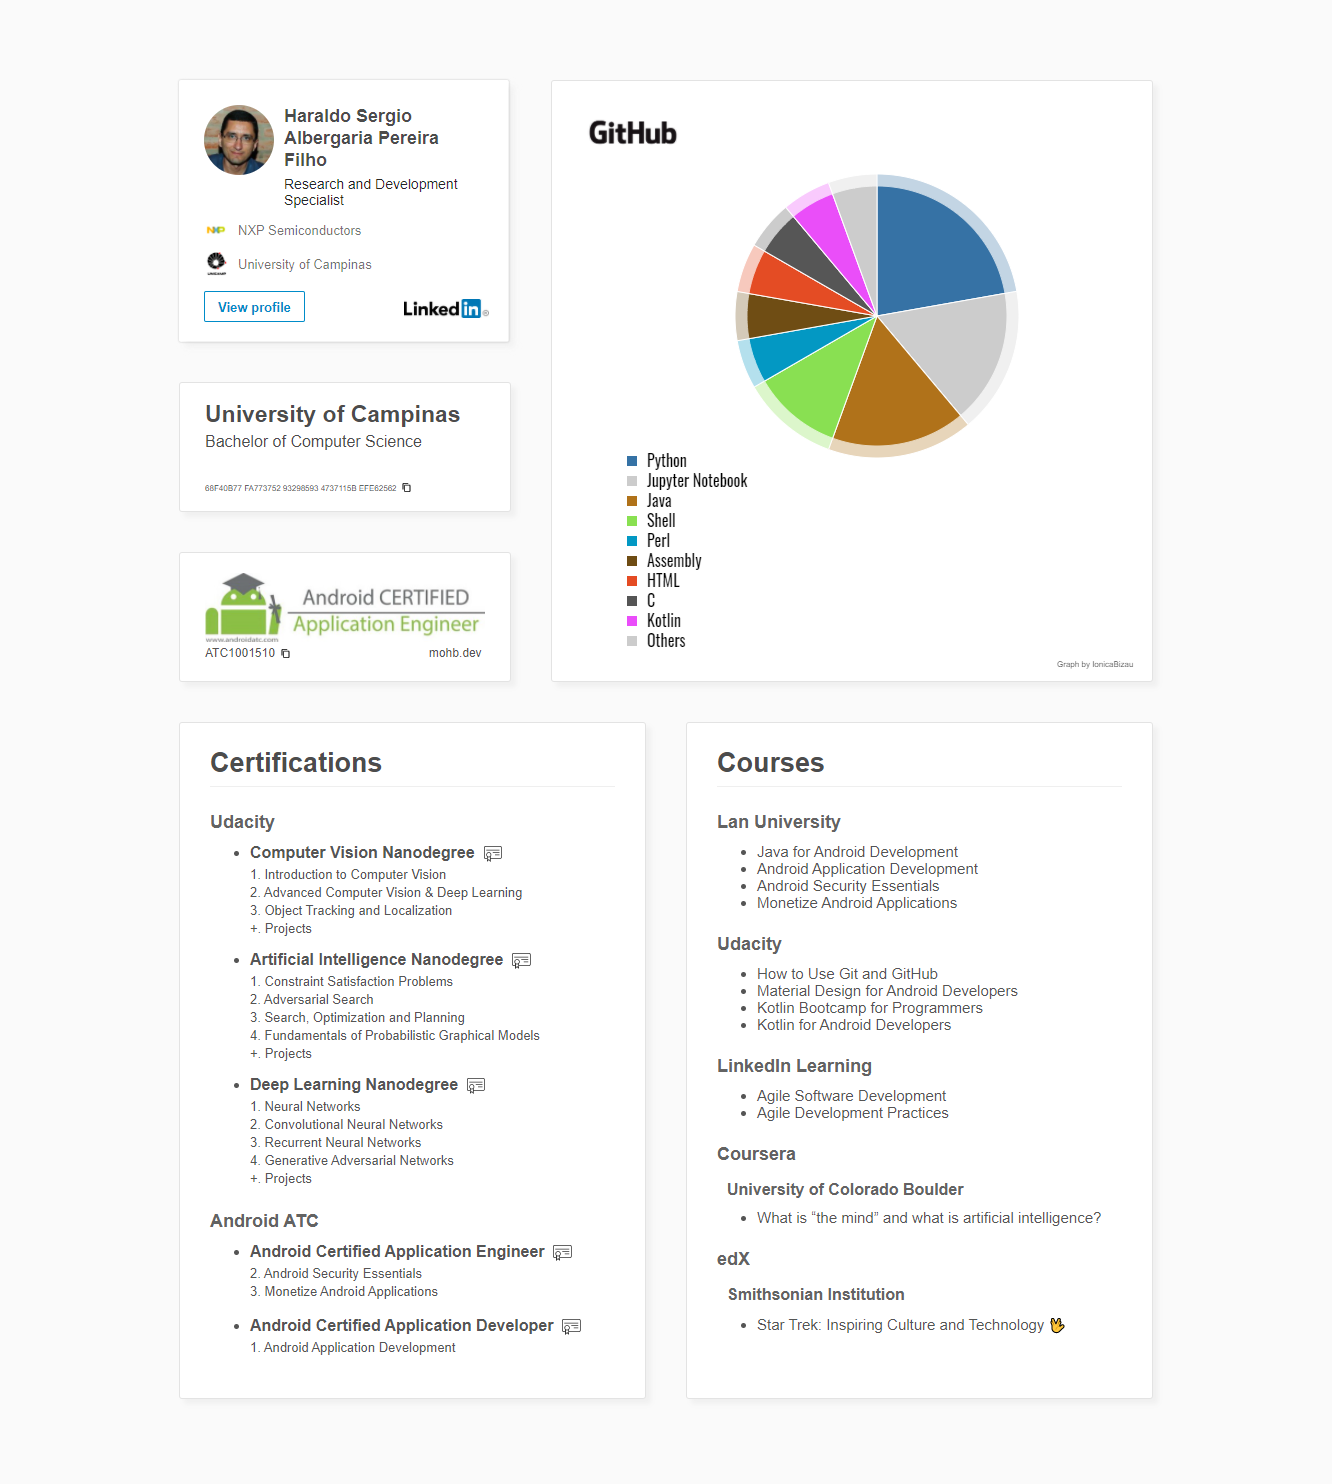 Haraldo Sergio
Albergaria Pereira
Filho
Research and Development
Specialist
NXP
NXP Semiconductors
UNICAMP
University of Campinas
View profile
Linked in ®
University of Campinas
Bachelor of Computer Science
68F40B77 FA773752 93298593 4737115B EFE62562
Android CERTIFIED
Application Engineer
www.androidatc.com
ATC1001510
mohb.dev
GitHub
Python
Jupyter Notebook
Java
Shell
Perl
Assembly
HTML
C
Kotlin
Others
Graph by IonicaBizau
Certifications
Udacity
• Computer Vision Nanodegree
1. Introduction to Computer Vision
2. Advanced Computer Vision & Deep Learning
3. Object Tracking and Localization
+. Projects
• Artificial Intelligence Nanodegree
1. Constraint Satisfaction Problems
2. Adversarial Search
3. Search, Optimization and Planning
4. Fundamentals of Probabilistic Graphical Models
+. Projects
• Deep Learning Nanodegree
1. Neural Networks
2. Convolutional Neural Networks
3. Recurrent Neural Networks
4. Generative Adversarial Networks
+. Projects
Android ATC
• Android Certified Application Engineer
2. Android Security Essentials
3. Monetize Android Applications
• Android Certified Application Developer
1. Android Application Development
Courses
Lan University
• Java for Android Development
• Android Application Development
• Android Security Essentials
• Monetize Android Applications
Udacity
• How to Use Git and GitHub
• Material Design for Android Developers
• Kotlin Bootcamp for Programmers
• Kotlin for Android Developers
LinkedIn Learning
• Agile Software Development
• Agile Development Practices
Coursera
University of Colorado Boulder
• What is “the mind” and what is artificial intelligence?
edX
Smithsonian Institution
• Star Trek: Inspiring Culture and Technology 🖖